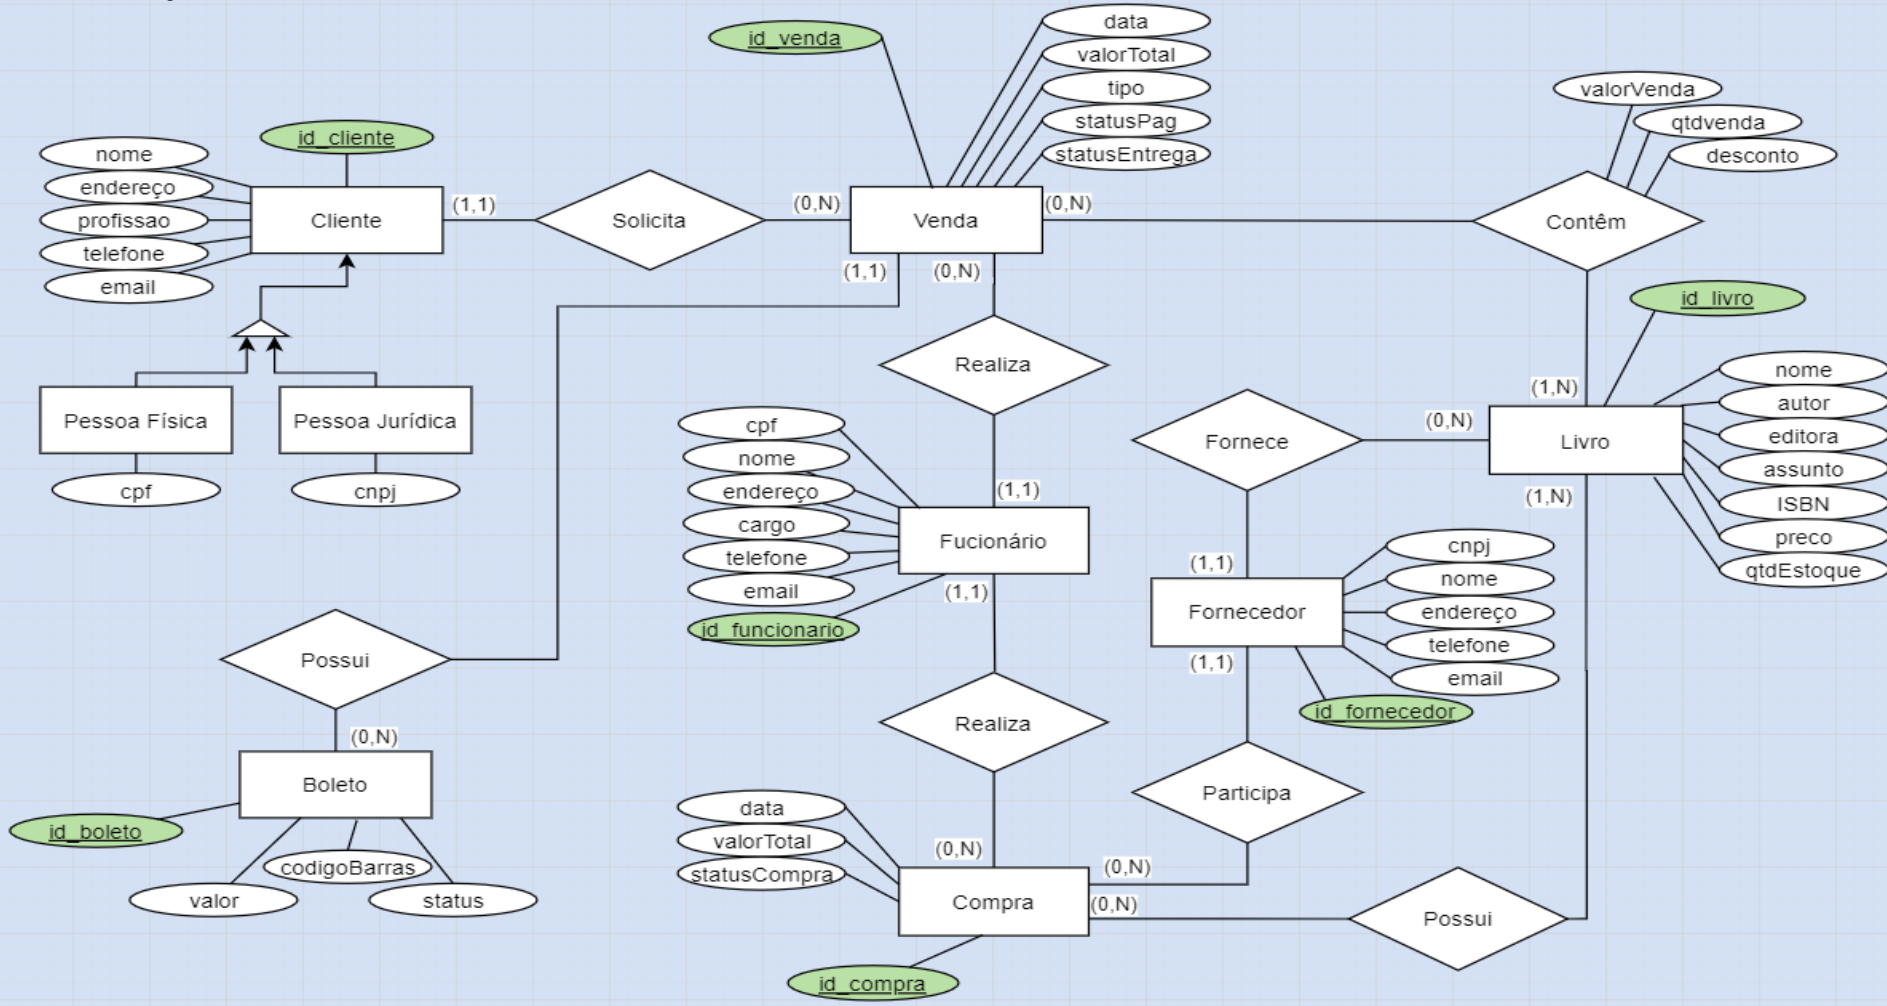 id_venda
data
valorTotal
tipo
statusPag
statusEntrega
valorVenda
qtdvenda
desconto
id_cliente
nome
endereço
profissao
telefone
email
Cliente
(1,1)
Solicita
(0,N)
Venda
(0,N)
Contêm
(1,1)
(0,N)
id_livro
Realiza
nome
autor
editora
assunto
ISBN
preco
qtdEstoque
(1,N)
Livro
(0,N)
(1,N)
Fornece
Pessoa Física
Pessoa Jurídica
cpf
cnpj
cpf
nome
endereço
cargo
telefone
email
id_funcionario
(1,1)
Fucionário
(1,1)
(1,1)
Fornecedor
(1,1)
cnpj
nome
endereço
telefone
email
id_fornecedor
Possui
(0,N)
Boleto
id_boleto
codigoBarras
valor
status
Realiza
Participa
data
valorTotal
statusCompra
(0,N)
(0,N)
Compra
(0,N)
Possui
id_compra